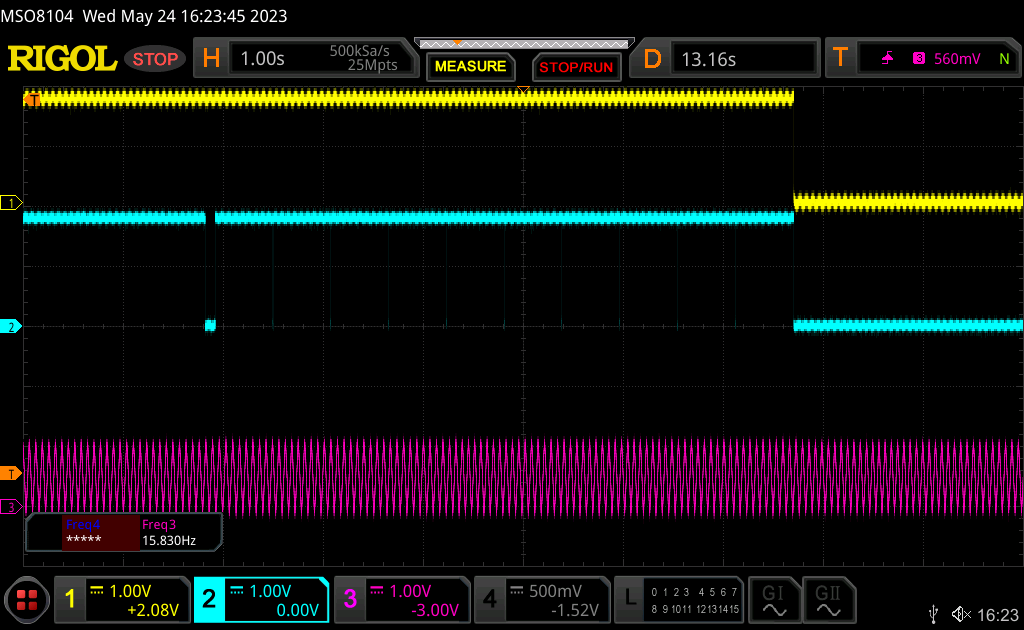 MSO8104 Wed May 24 16:23:45 2023
RIGOL STOP H 1.00s 500kSa/s 25Mpts MEASURE STOP/RUN D 13.16s T 3 560mV N
T
1
2
T
3
Freq4 Freq3
***** 15.830Hz
1 1.00V +2.08V 2 1.00V 0.00V 3 1.00V -3.00V 4 500mV -1.52V L 0 1 2 3 4 5 6 7 8 9 10 11 12 13 14 15 GI GII
16:23